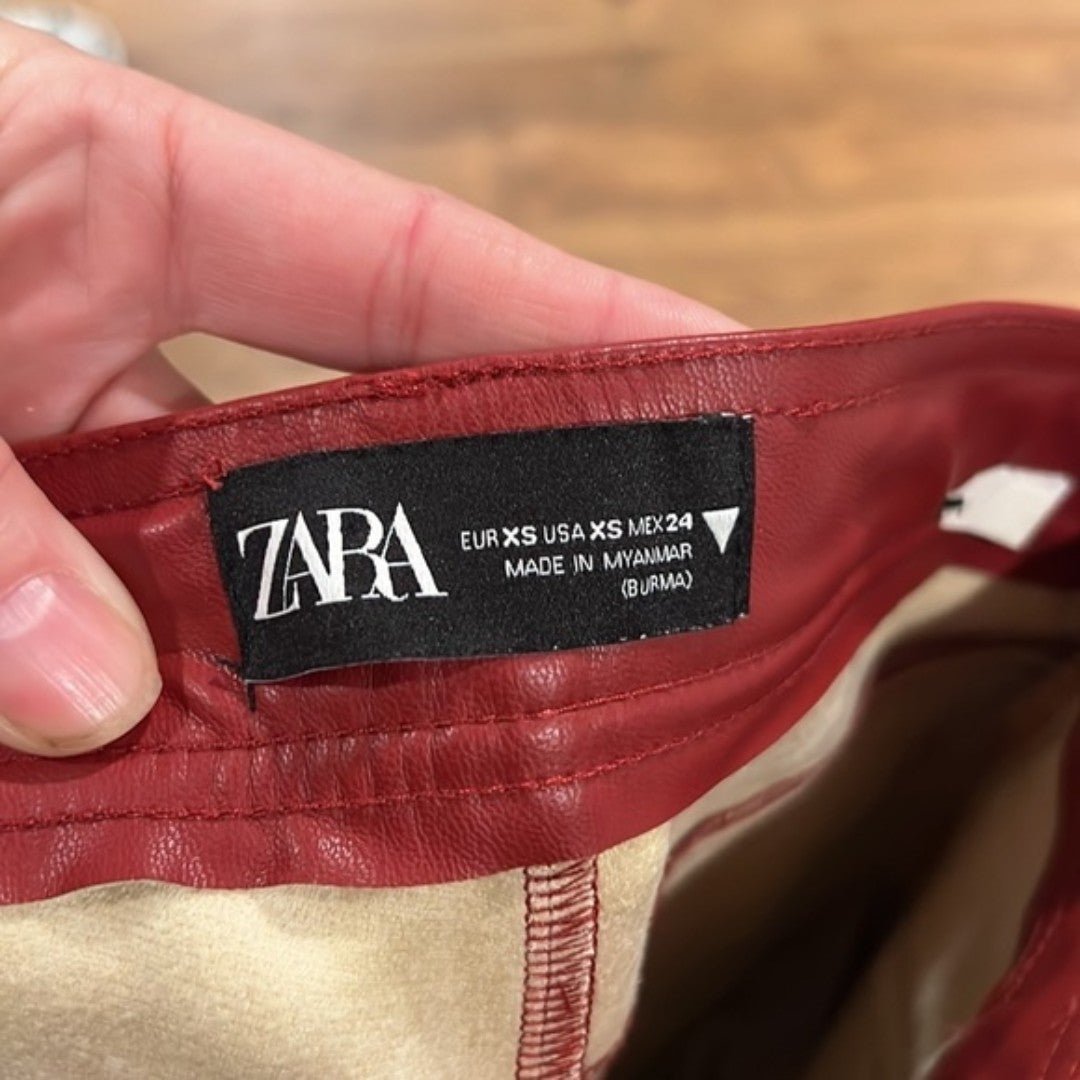 ZARA
EUR XS USA XS MEX 24
MADE IN MYANMAR
(BURMA)